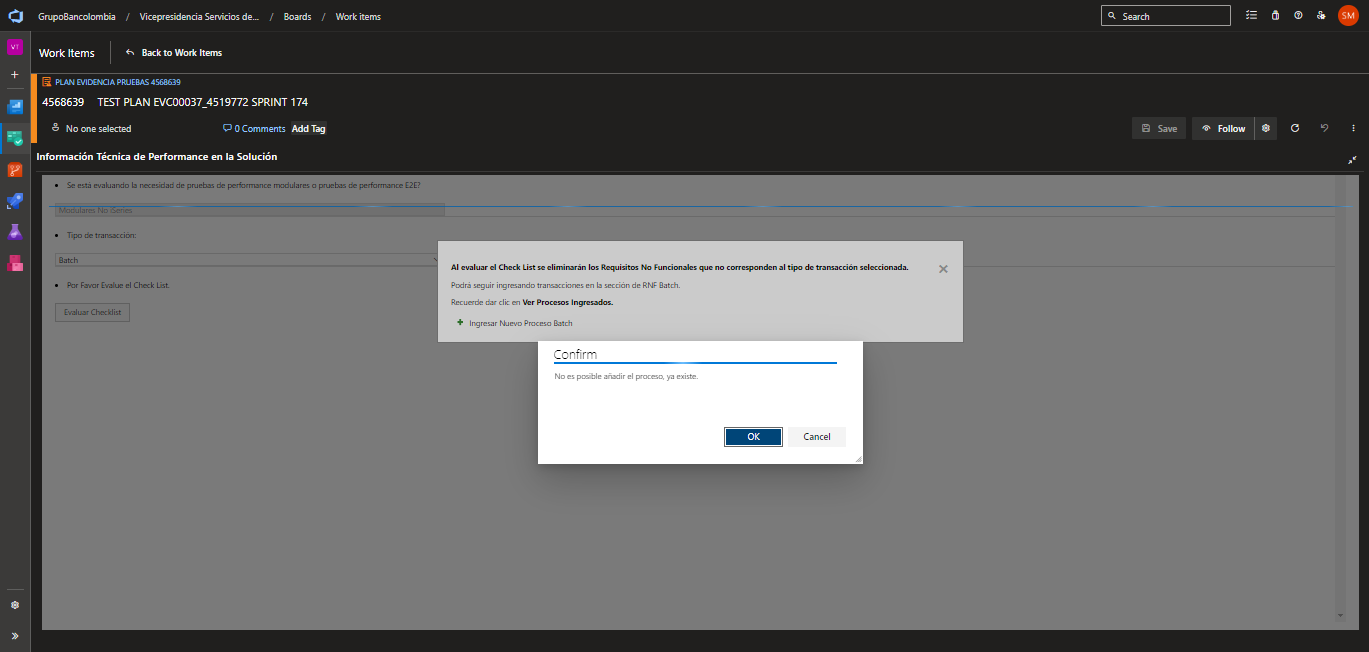 GrupoBancolombia / Vicepresidencia Servicios de... / Boards / Work items
Search
SM
VT
Work Items
Back to Work Items
PLAN EVIDENCIA PRUEBAS 4568639
4568639 TEST PLAN EVC00037_4519772 SPRINT 174
No one selected
0 Comments
Add Tag
Save
Follow
Información Técnica de Performance en la Solución
Se está evaluando la necesidad de pruebas de performance modulares o pruebas de performance E2E?
Modulares No iSeries
Tipo de transacción:
Batch
Por Favor Evalue el Check List.
Evaluar Checklist
Al evaluar el Check List se eliminarán los Requisitos No Funcionales que no corresponden al tipo de transacción seleccionada.
Podrá seguir ingresando transacciones en la sección de RNF Batch.
Recuerde dar clic en Ver Procesos Ingresados.
Ingresar Nuevo Proceso Batch
Confirm
No es posible añadir el proceso, ya existe.
OK
Cancel